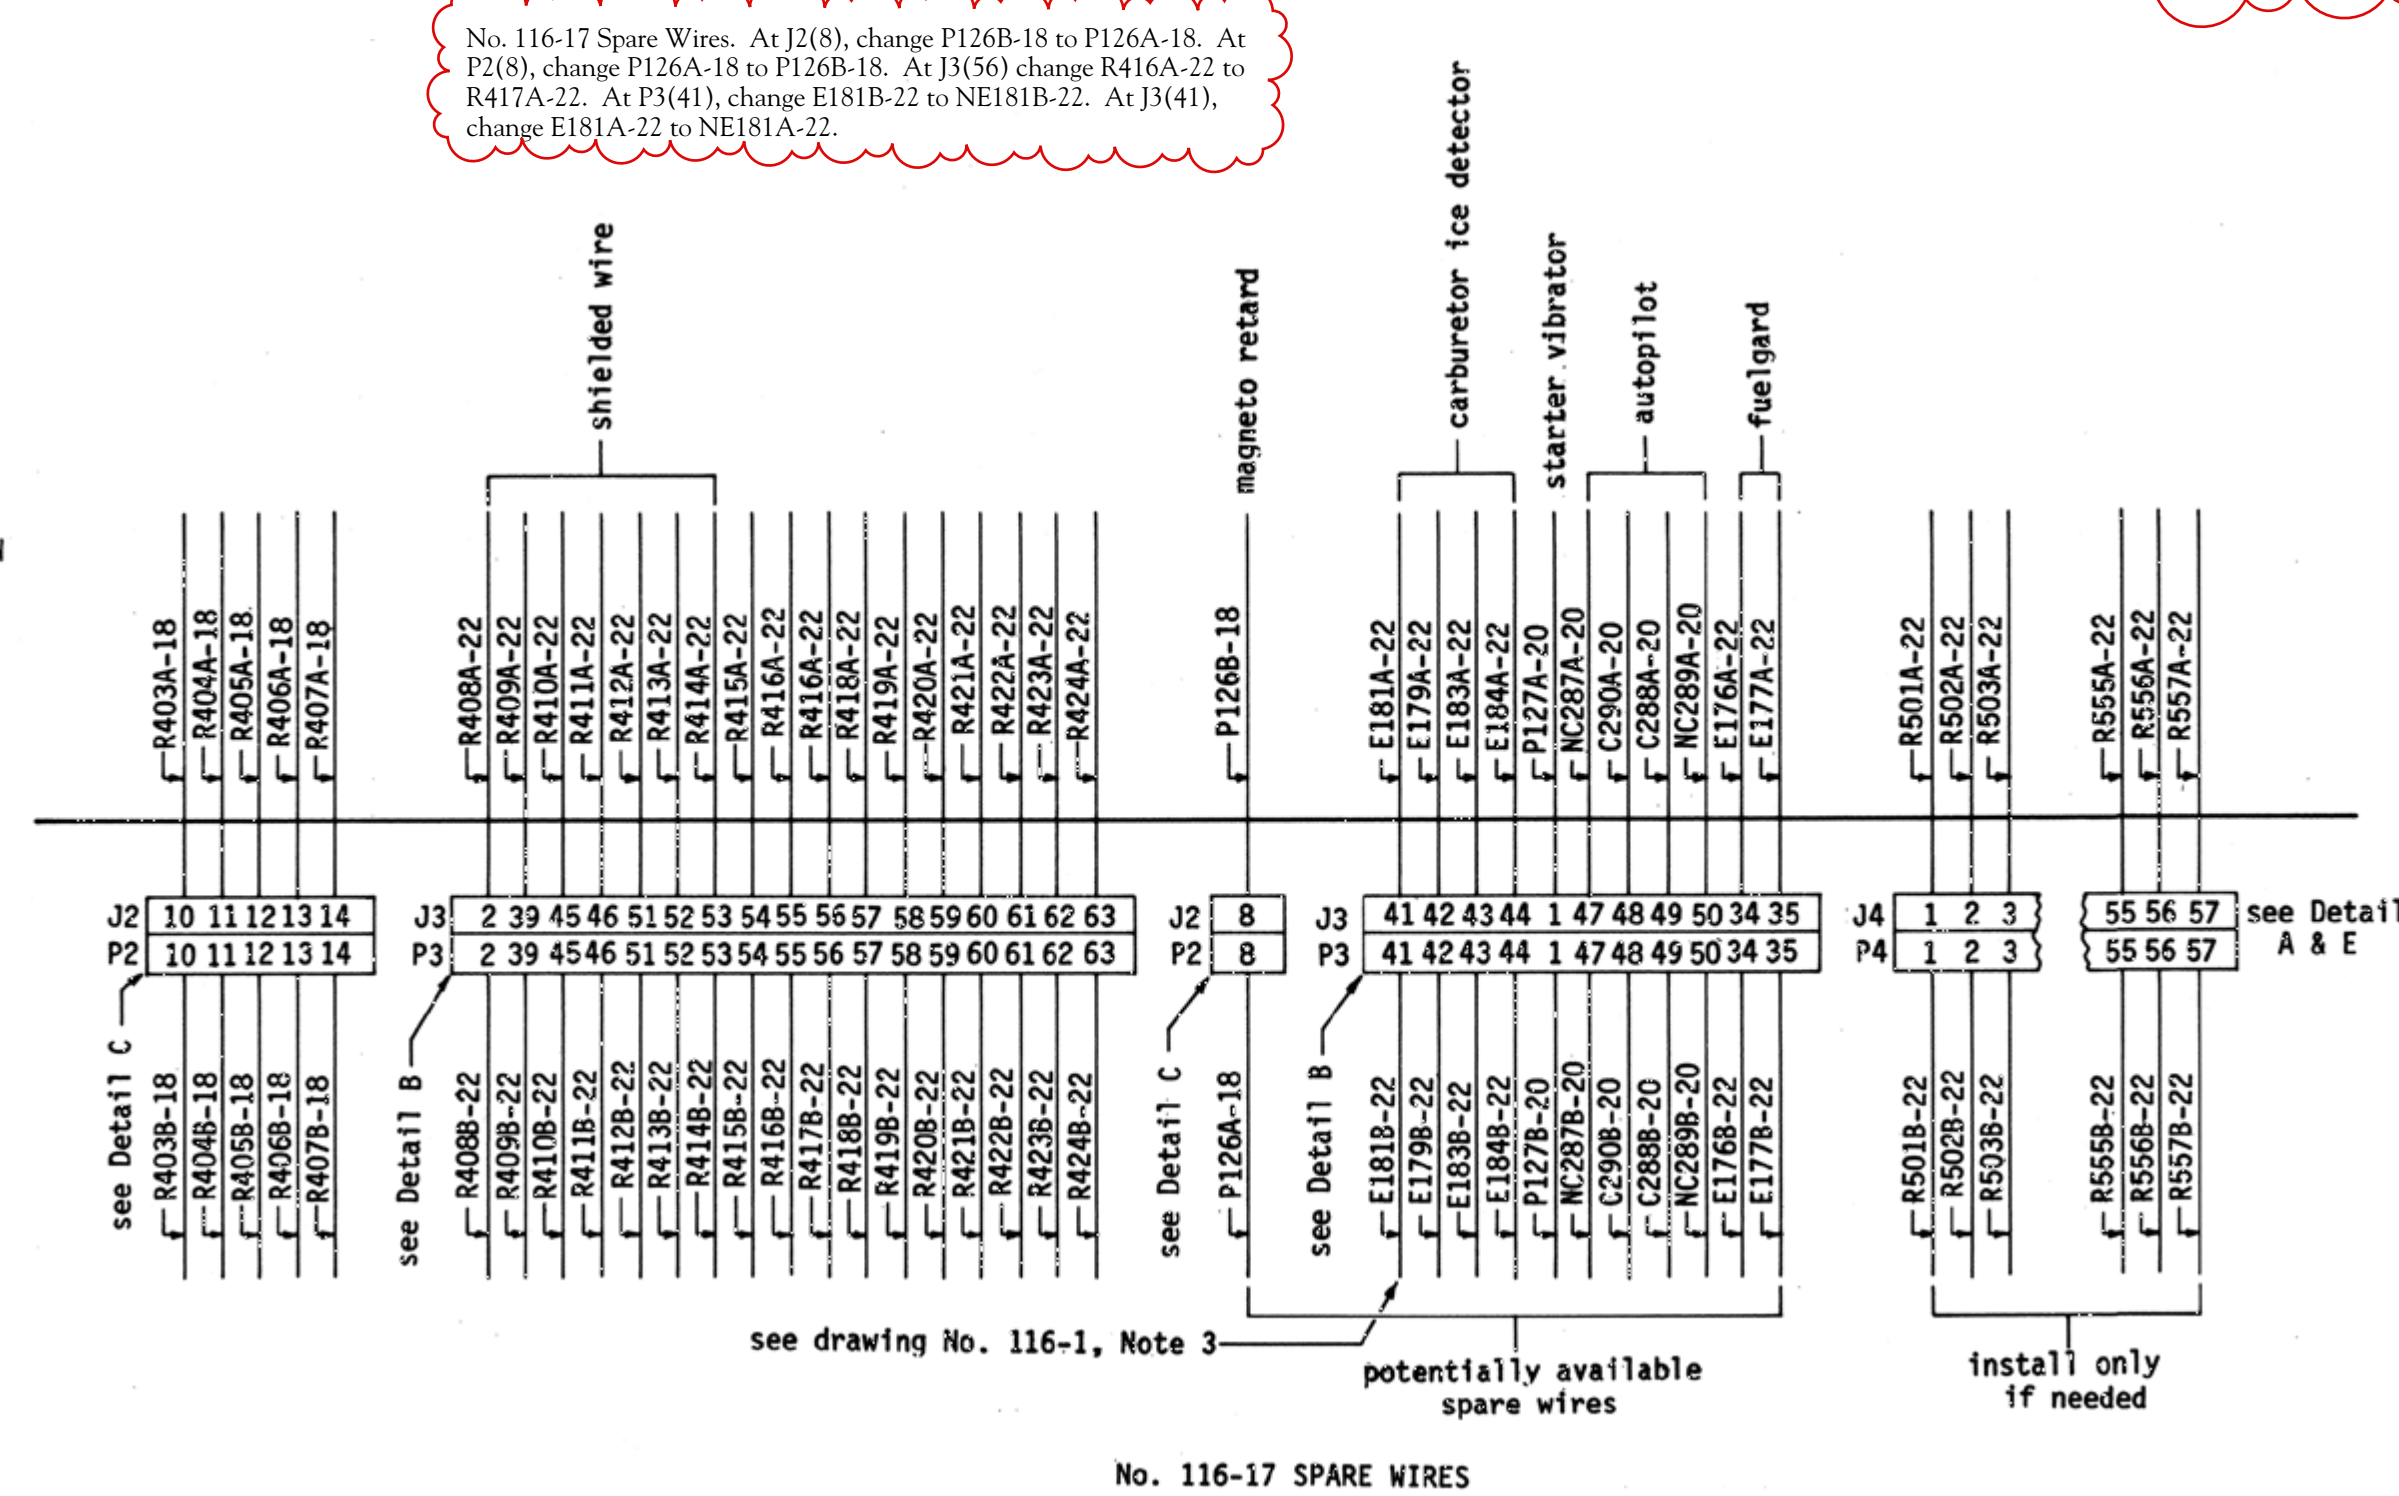 No. 116-17 Spare Wires. At J2(8), change P126B-18 to P126A-18. At
P2(8), change P126A-18 to P126B-18. At J3(56) change R416A-22 to
R417A-22. At P3(41), change E181B-22 to NE181B-22. At J3(41),
change E181A-22 to NE181A-22.
shielded wire
magneto retard
carburetor ice detector
starter vibrator
autopilot
fuelgard
R403A-18
R404A-18
R405A-18
R406A-18
R407A-18
R408A-22
R409A-22
R410A-22
R411A-22
R412A-22
R413A-22
R414A-22
R415A-22
R416A-22
R416A-22
R418A-22
R419A-22
R420A-22
R421A-22
R422A-22
R423A-22
R424A-22
P126B-18
E181A-22
E179A-22
E183A-22
E184A-22
P127A-20
NC287A-20
C290A-20
C288A-20
NC289A-20
E176A-22
E177A-22
R501A-22
R502A-22
R503A-22
R555A-22
R556A-22
R557A-22
J2 10 11 12 13 14
P2 10 11 12 13 14
J3 2 39 45 46 51 52 53 54 55 56 57 58 59 60 61 62 63
P3 2 39 45 46 51 52 53 54 55 56 57 58 59 60 61 62 63
J2 8
P2 8
J3 41 42 43 44 1 47 48 49 50 34 35
P3 41 42 43 44 1 47 48 49 50 34 35
J4 1 2 3 55 56 57
P4 1 2 3 55 56 57
see Detail
A & E
see Detail C
R403B-18
R404B-18
R405B-18
R406B-18
R407B-18
see Detail B
R408B-22
R409B-22
R410B-22
R411B-22
R412B-22
R413B-22
R414B-22
R415B-22
R416B-22
R417B-22
R418B-22
R419B-22
R420B-22
R421B-22
R422B-22
R423B-22
R424B-22
see Detail C
P126A-18
see Detail B
E181B-22
E179B-22
E183B-22
E184B-22
P127B-20
NC287B-20
C290B-20
C288B-20
NC289B-20
E176B-22
E177B-22
R501B-22
R502B-22
R503B-22
R555B-22
R556B-22
R557B-22
see drawing No. 116-1, Note 3
potentially available
spare wires
install only
if needed
No. 116-17 SPARE WIRES